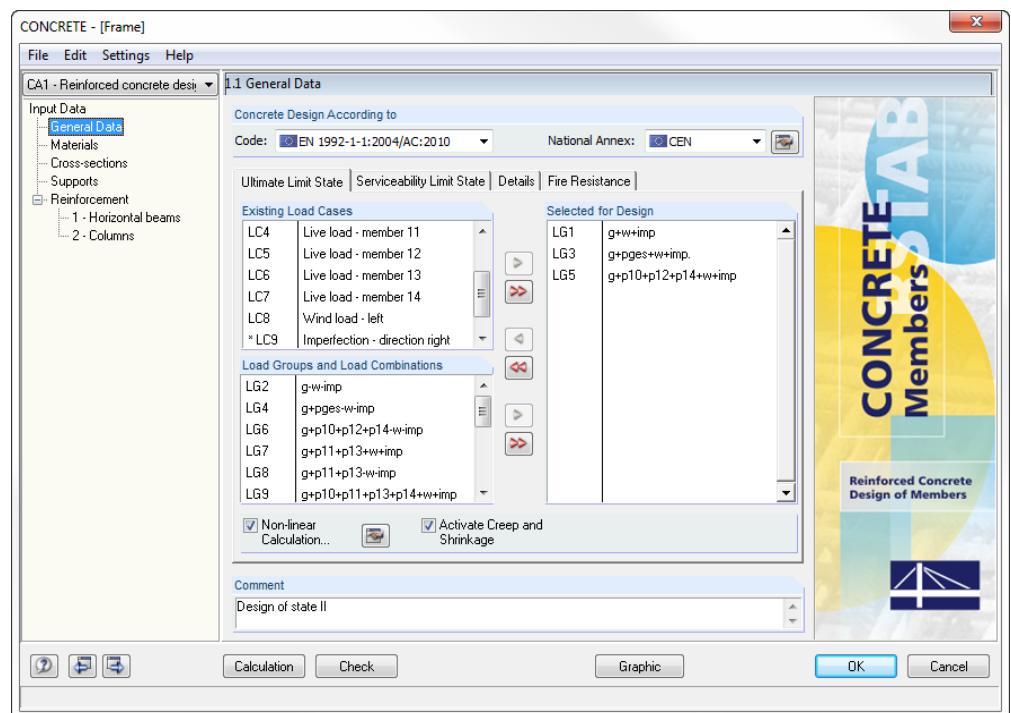 CONCRETE - [Frame]
File Edit Settings Help
CA1 - Reinforced concrete desi
1.1 General Data
Input Data
General Data
Materials
Cross-sections
Supports
Reinforcement
1 - Horizontal beams
2 - Columns
Concrete Design According to
Code: EN 1992-1-1:2004/AC:2010 National Annex: CEN
Ultimate Limit State Serviceability Limit State Details Fire Resistance
Existing Load Cases
LC4 Live load - member 11
LC5 Live load - member 12
LC6 Live load - member 13
LC7 Live load - member 14
LC8 Wind load - left
* LC9 Imperfection - direction right
Load Groups and Load Combinations
LG2 g-w-imp
LG4 g+pges-w-imp
LG6 g+p10+p12+p14-w-imp
LG7 g+p11+p13+w+imp
LG8 g+p11+p13-w-imp
LG9 g+p10+p11+p13+p14+w+imp
Selected for Design
LG1 g+w+imp
LG3 g+pges+w+imp.
LG5 g+p10+p12+p14+w+imp
Non-linear
Calculation...
Activate Creep and
Shrinkage
Comment
Design of state II
RSTAB
CONCRETE
Members
Reinforced Concrete
Design of Members
Calculation Check Graphic OK Cancel